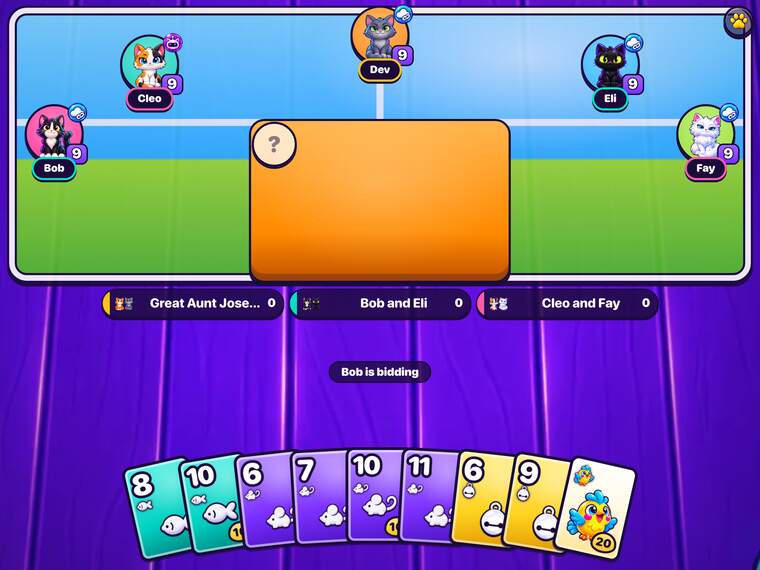 Dev
9
Cleo
9
Eli
9
Bob
9
Fay
9
?
Great Aunt Jose... 0
Bob and Eli 0
Cleo and Fay 0
Bob is bidding
8
10
6
7
10
11
6
9
20